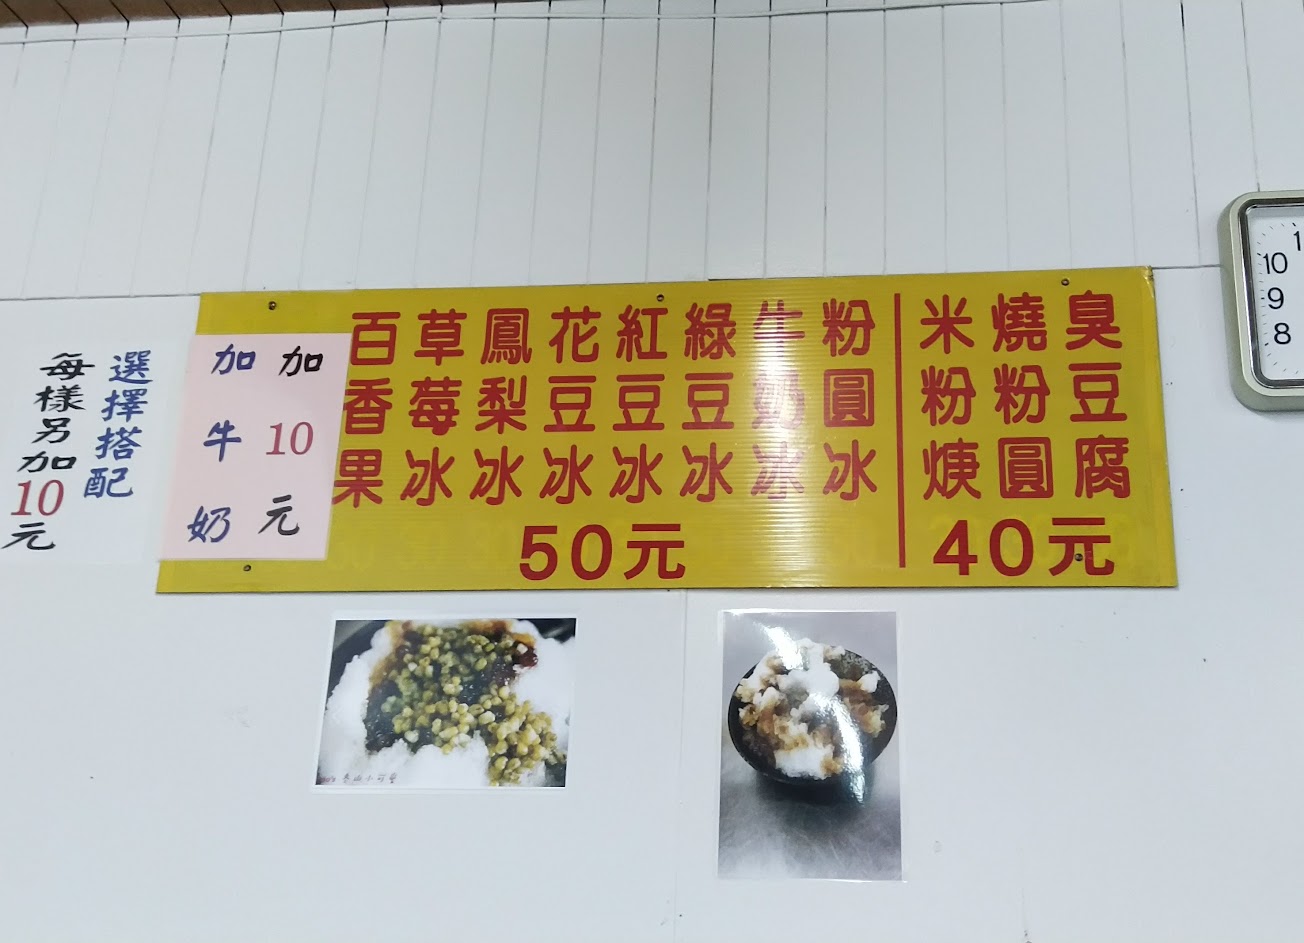 臭豆腐
燒粉圓
米粉焿
40元
粉圓冰
牛奶冰
綠豆冰
紅豆冰
花豆冰
鳳梨冰
草莓冰
百香果
50元
加10元
加牛奶
選擇搭配
每樣另加10元
10
9
8